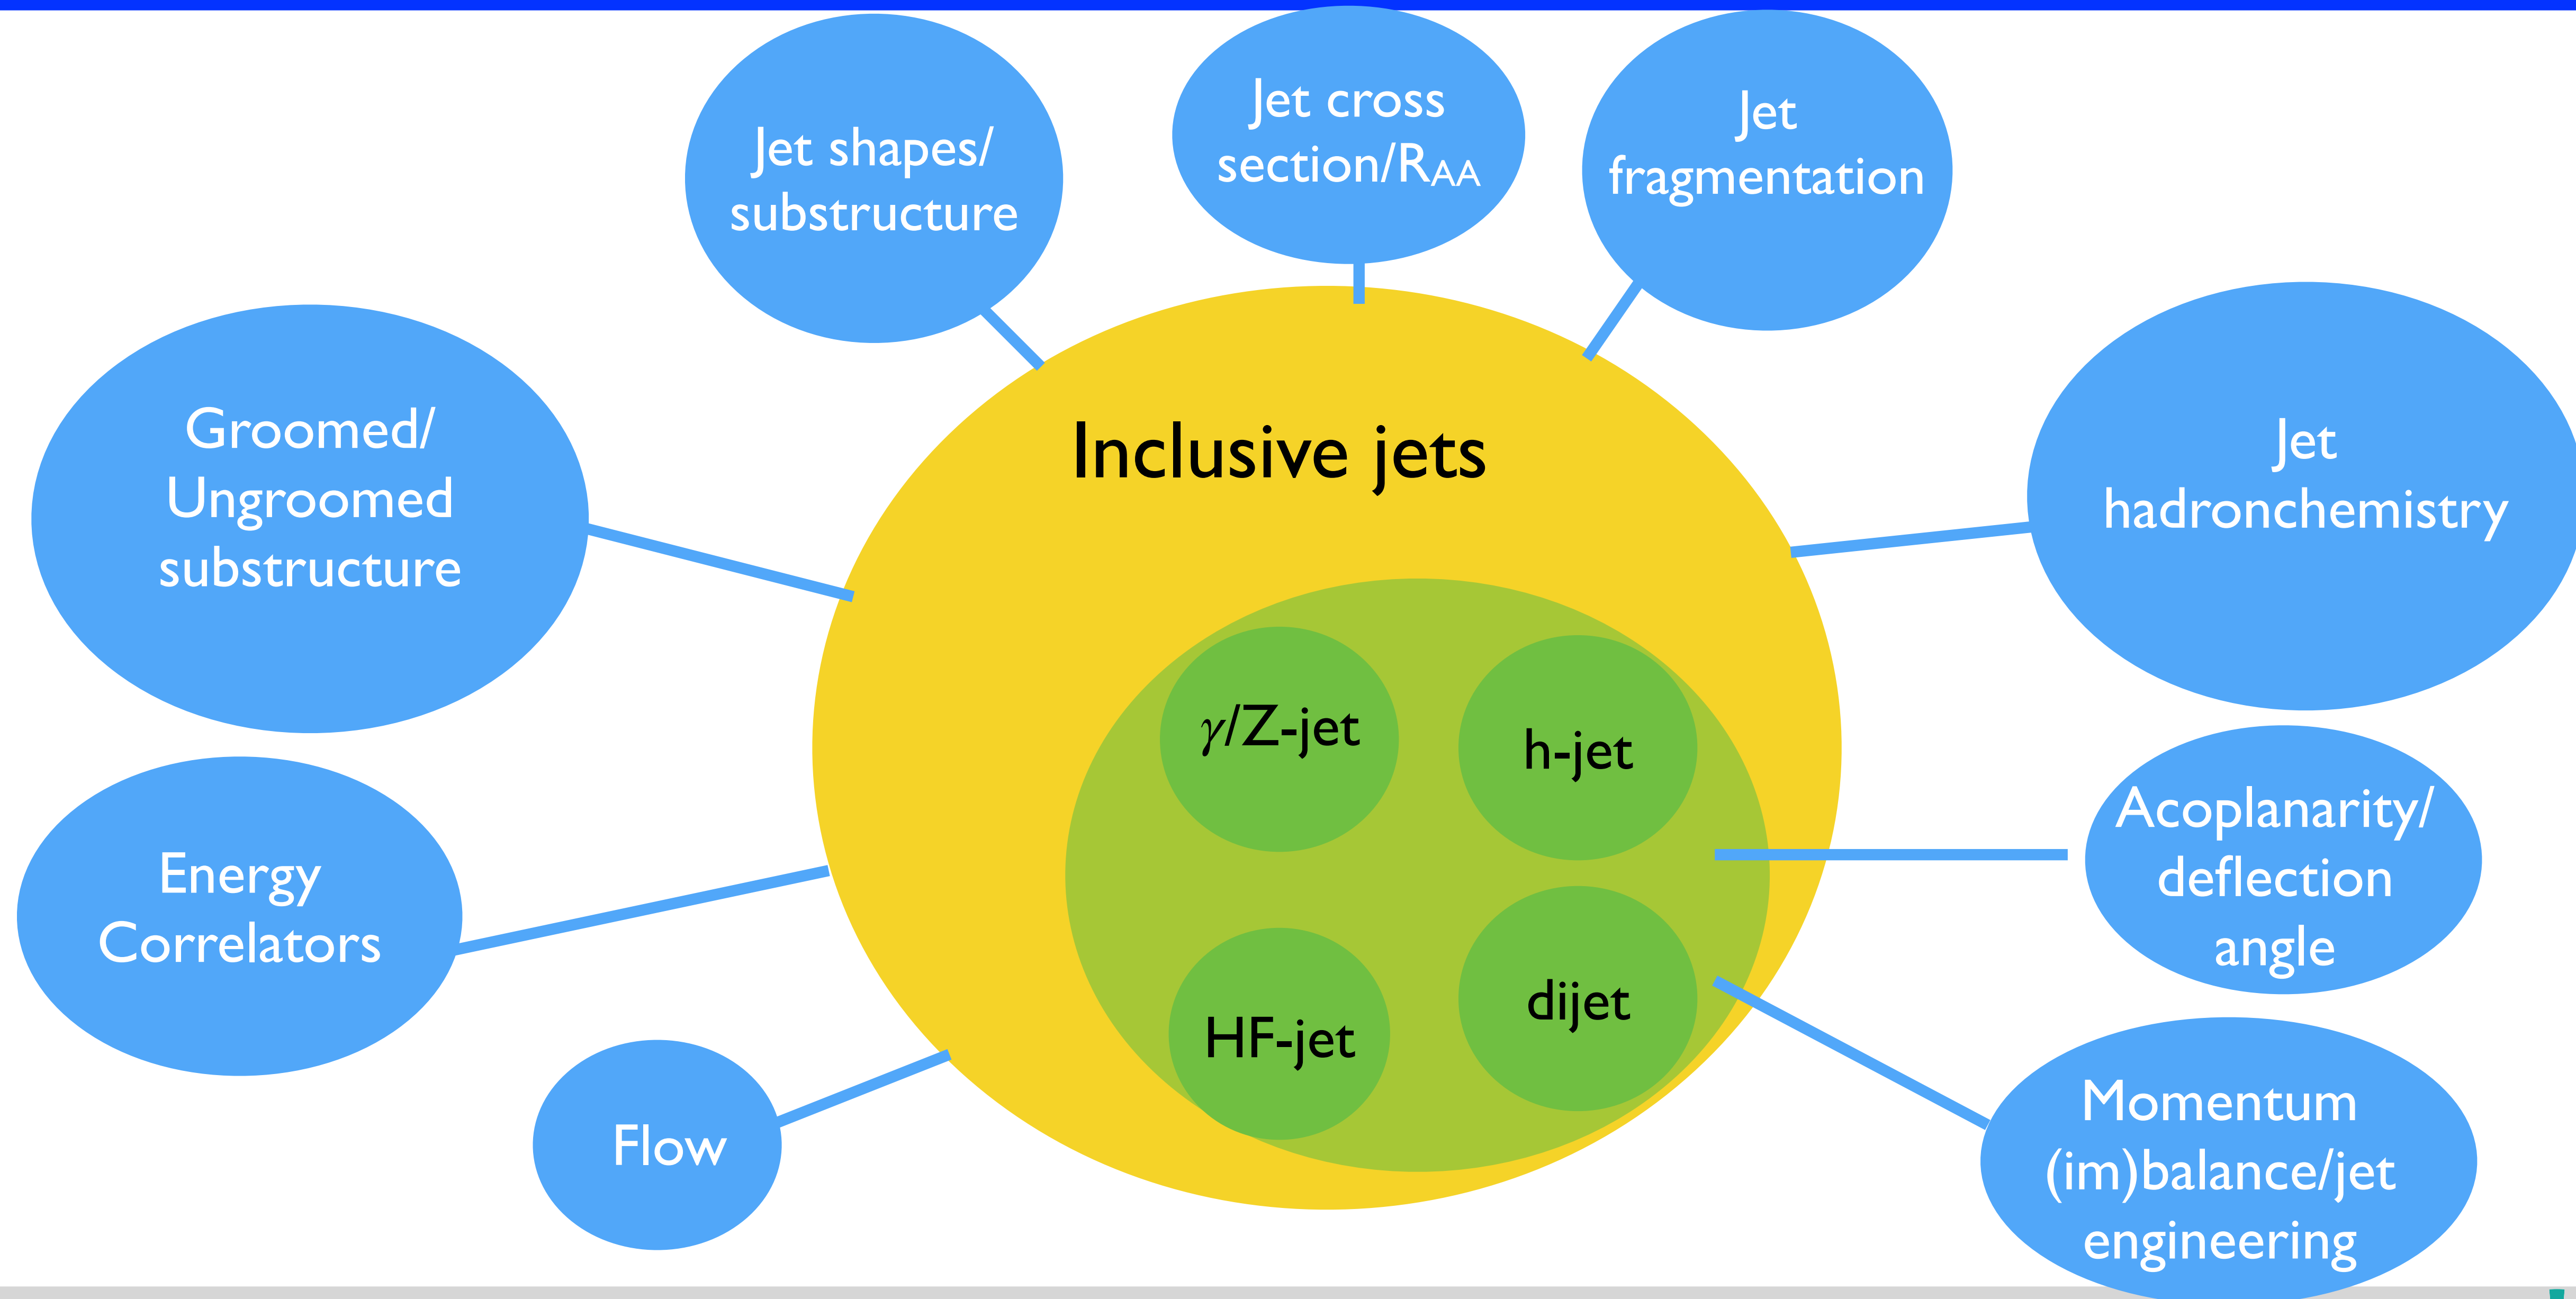 Jet shapes/
substructure
Jet cross
section/RAA
Jet
fragmentation
Groomed/
Ungroomed
substructure
Inclusive jets
Jet
hadronchemistry
γ/Z-jet
h-jet
Energy
Correlators
Acoplanarity/
deflection
angle
HF-jet
dijet
Flow
Momentum
(im)balance/jet
engineering